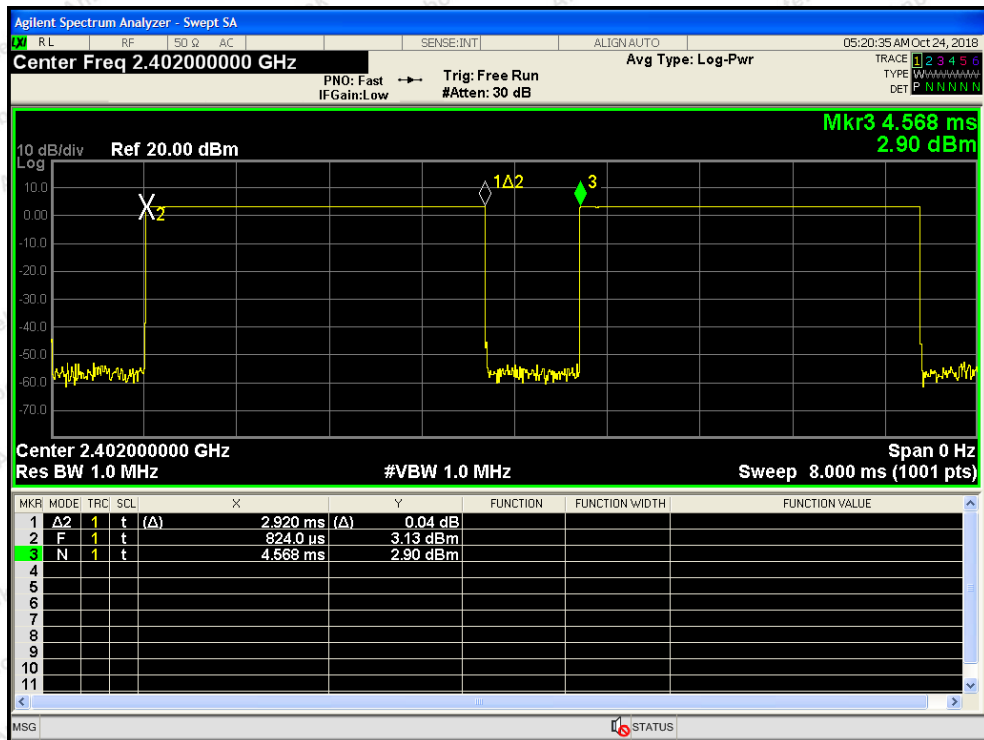 Agilent Spectrum Analyzer - Swept SA
LXI RL RF 50 Ω AC SENSE:INT ALIGN AUTO 05:20:35 AM Oct 24, 2018
Center Freq 2.402000000 GHz Avg Type: Log-Pwr TRACE 1 2 3 4 5 6
PNO: Fast Trig: Free Run TYPE WWWWWW
IFGain:Low #Atten: 30 dB DET P N N N N N
Mkr3 4.568 ms
10 dB/div Ref 20.00 dBm 2.90 dBm
Log
10.0
0.00
-10.0
-20.0
-30.0
-40.0
-50.0
-60.0
-70.0
X2
1Δ2
3
Center 2.402000000 GHz Span 0 Hz
Res BW 1.0 MHz #VBW 1.0 MHz Sweep 8.000 ms (1001 pts)
MKR MODE TRC SCL X Y FUNCTION FUNCTION WIDTH FUNCTION VALUE
1 Δ2 1 t (Δ) 2.920 ms (Δ) 0.04 dB
2 F 1 t 824.0 µs 3.13 dBm
3 N 1 t 4.568 ms 2.90 dBm
4
5
6
7
8
9
10
11
MSG STATUS